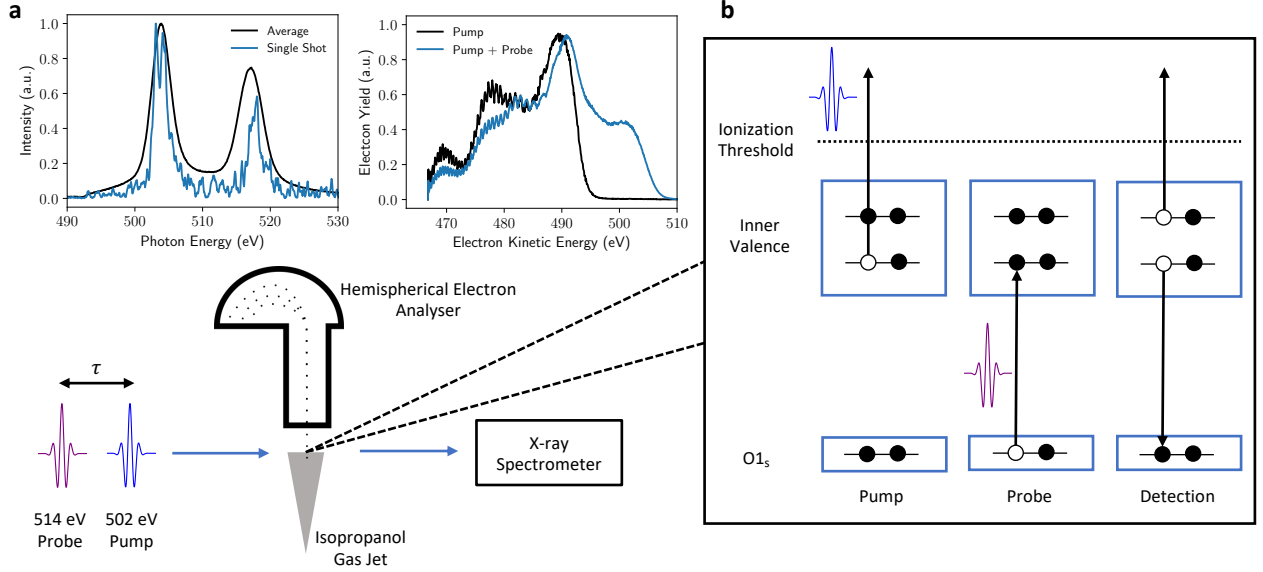 a
Intensity (a.u.)
1.0
0.8
0.6
0.4
0.2
0.0
Average
Single Shot
490
500
510
520
530
Photon Energy (eV)
Electron Yield (a.u.)
1.0
0.8
0.6
0.4
0.2
0.0
Pump
Pump + Probe
470
480
490
500
510
Electron Kinetic Energy (eV)
Hemispherical Electron
Analyser
τ
514 eV
Probe
502 eV
Pump
Isopropanol
Gas Jet
X-ray
Spectrometer
b
Ionization
Threshold
Inner
Valence
O1s
Pump
Probe
Detection